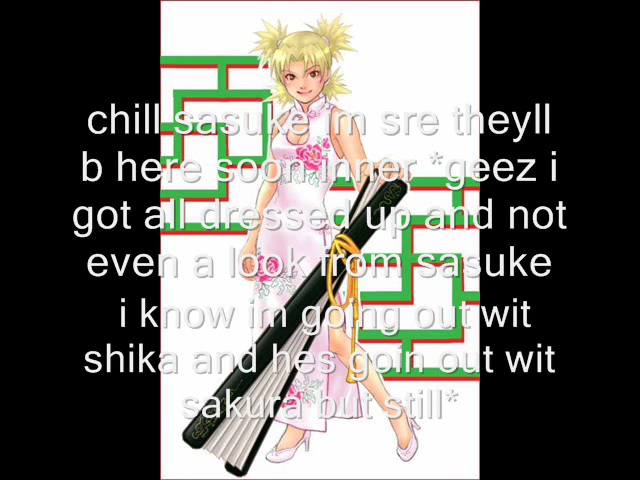 chill sasuke im sre theyll
b here soon inner *geez i
got all dressed up and not
even a look from sasuke
i know im going out wit
shika and hes goin out wit
sakura but still*